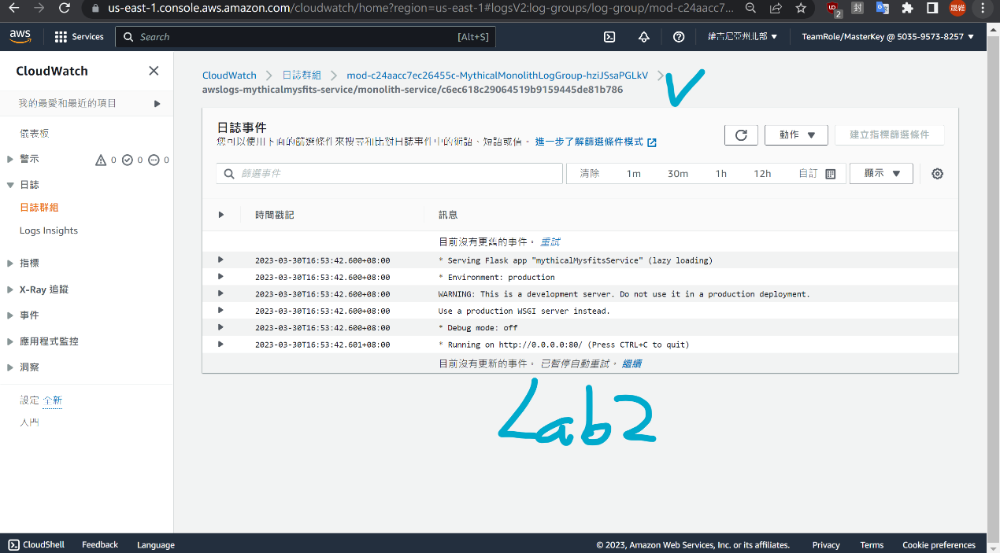 us-east-1.console.aws.amazon.com/cloudwatch/home?region=us-east-1#logsV2:log-groups/log-group/mod-c24aacc7...
aws Services Search [Alt+S] 維吉尼亞州北部 TeamRole/MasterKey @ 5035-9573-8257
CloudWatch
我的最愛和最近的項目
儀表板
警示 0 0 0
日誌
日誌群組
Logs Insights
指標
X-Ray 追蹤
事件
應用程式監控
洞察
設定 全新
入門
CloudWatch 日誌群組 mod-c24aacc7ec26455c-MythicalMonolithLogGroup-hziJSsaPGLkV
awslogs-mythicalmysfits-service/monolith-service/c6ec618c29064519b9159445de81b786
日誌事件
您可以使用下面的篩選條件來搜尋和比對日誌事件中的術語、短語或值。 進一步了解篩選條件模式
動作 建立指標篩選條件
篩選事件 清除 1m 30m 1h 12h 自訂 顯示
時間戳記 訊息
目前沒有更舊的事件。 重試
2023-03-30T16:53:42.600+08:00 * Serving Flask app "mythicalMysfitsService" (lazy loading)
2023-03-30T16:53:42.600+08:00 * Environment: production
2023-03-30T16:53:42.600+08:00 WARNING: This is a development server. Do not use it in a production deployment.
2023-03-30T16:53:42.600+08:00 Use a production WSGI server instead.
2023-03-30T16:53:42.600+08:00 * Debug mode: off
2023-03-30T16:53:42.601+08:00 * Running on http://0.0.0.0:80/ (Press CTRL+C to quit)
目前沒有更新的事件。 已暫停自動重試。 繼續
Lab2
CloudShell Feedback Language © 2023, Amazon Web Services, Inc. or its affiliates. Privacy Terms Cookie preferences